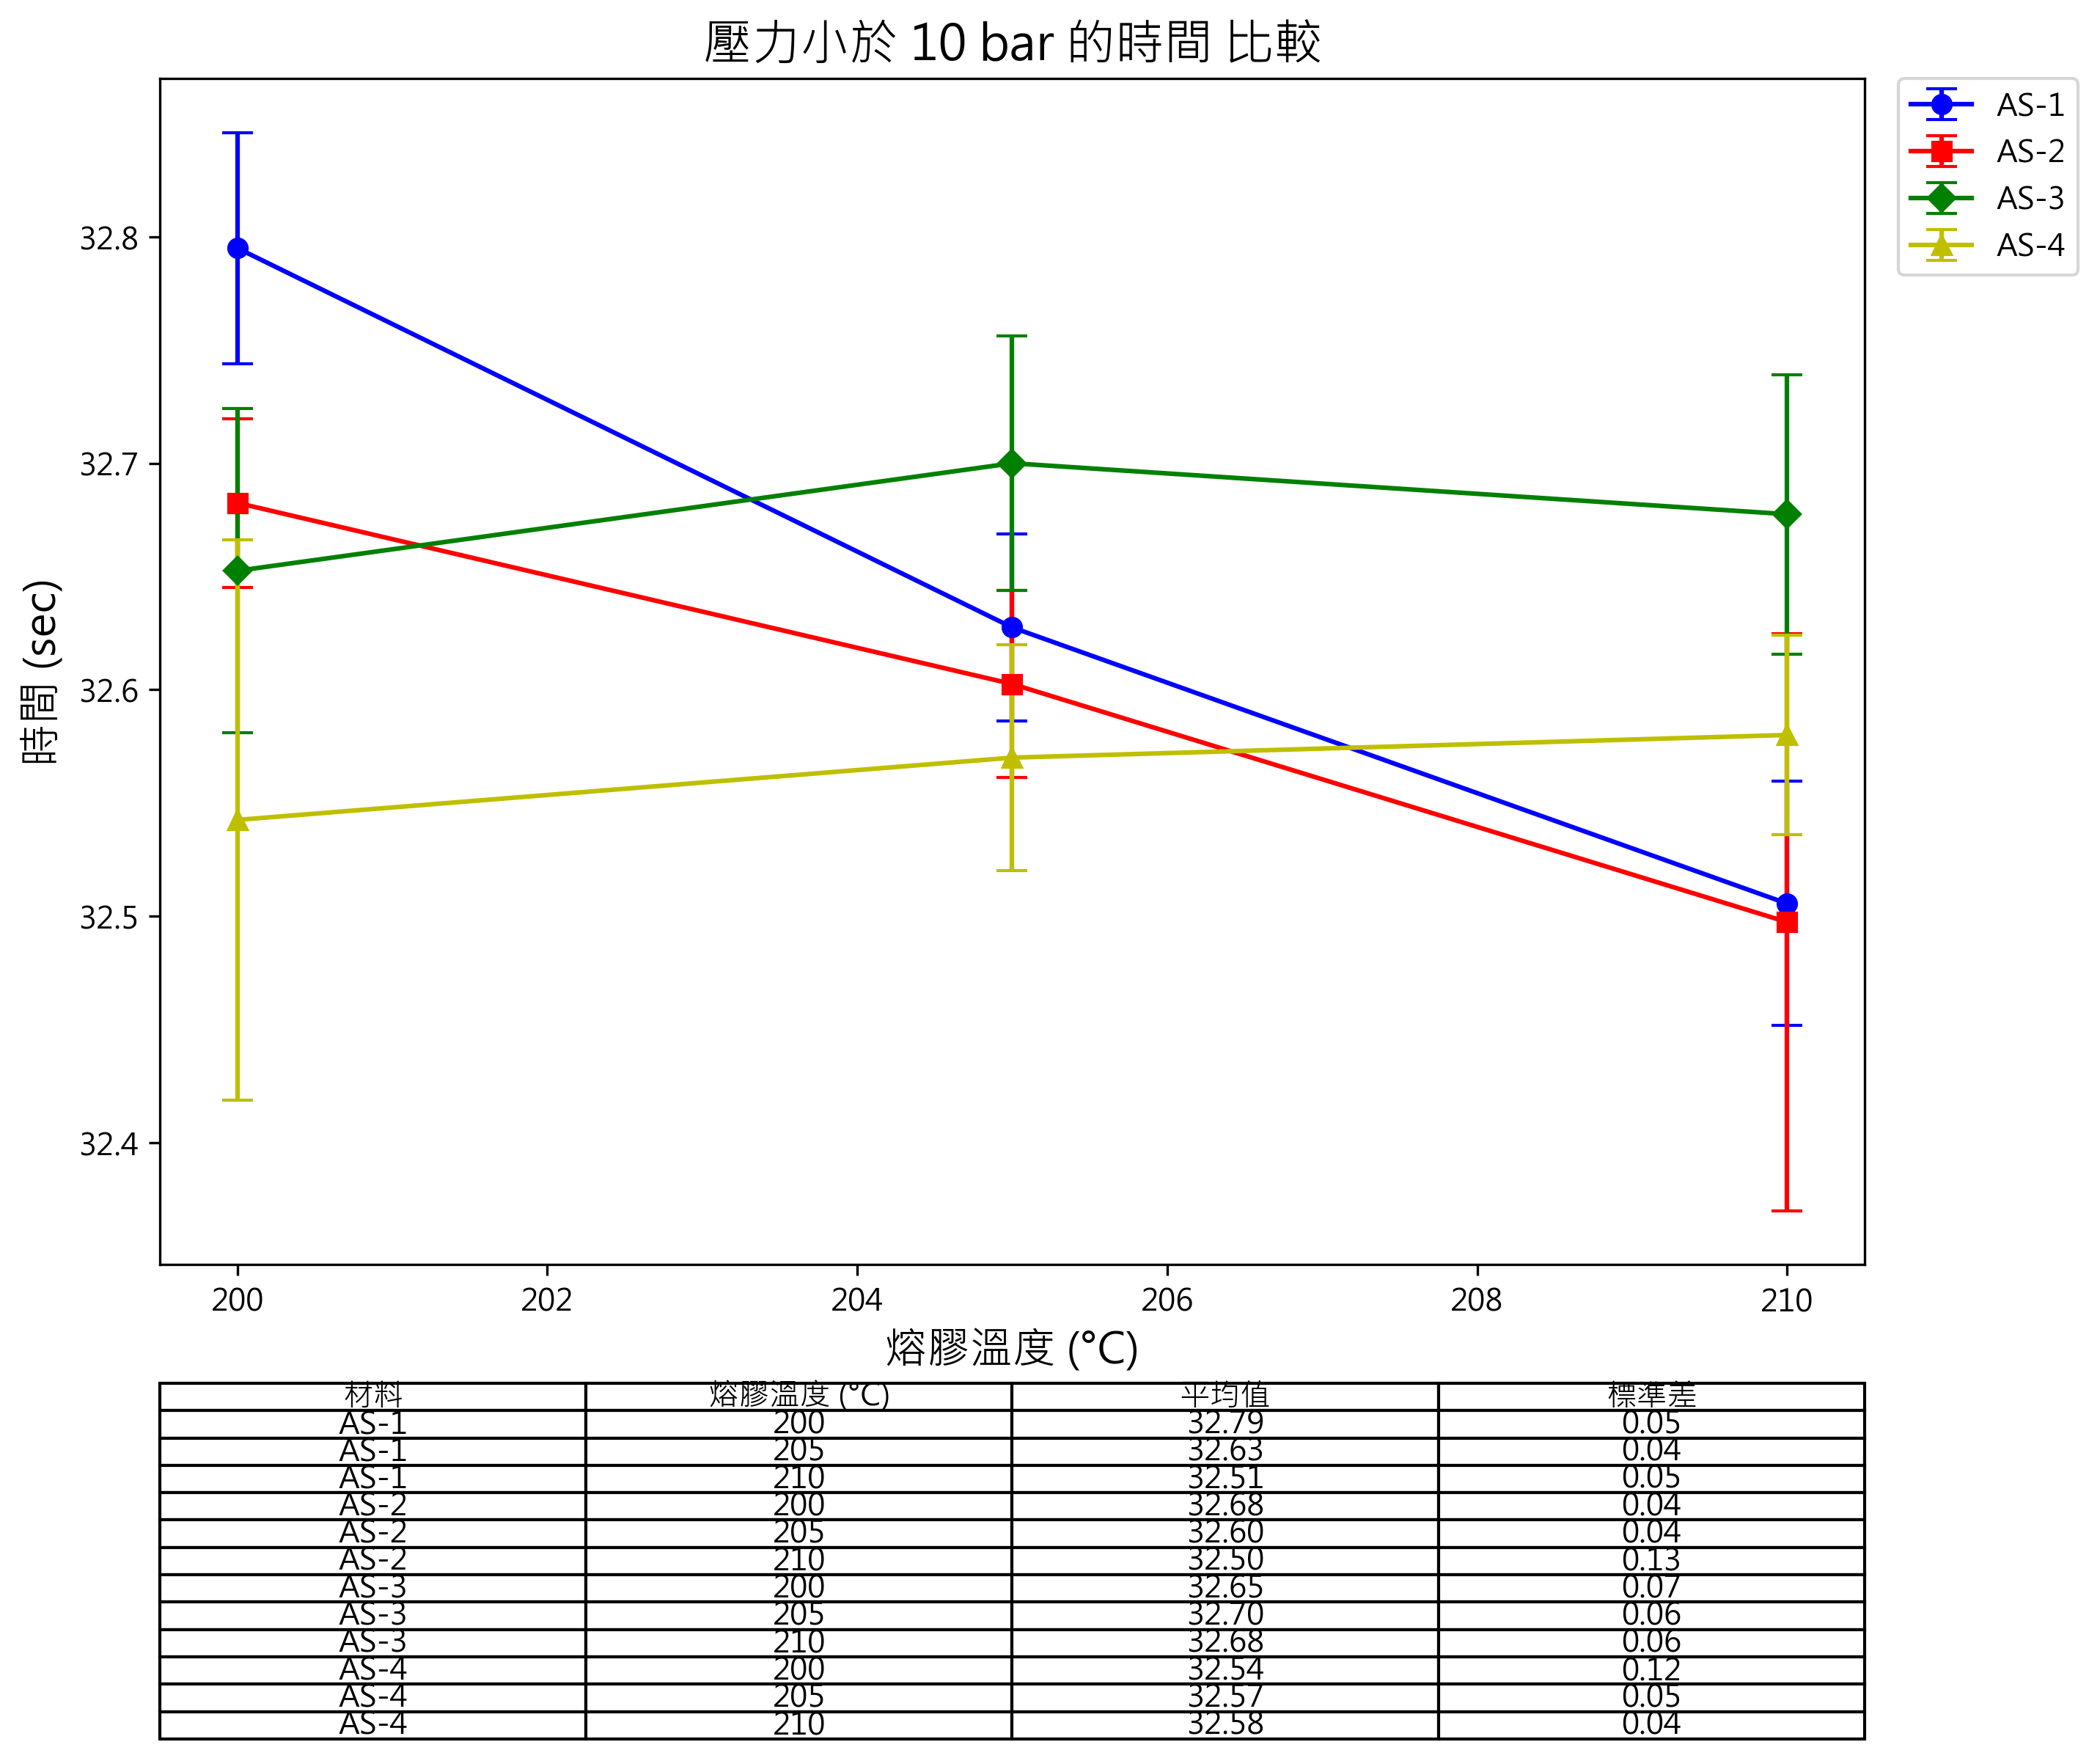 壓力小於 10 bar 的時間 比較
AS-1
AS-2
AS-3
AS-4
時間 (sec)
32.8
32.7
32.6
32.5
32.4
200 202 204 206 208 210
熔膠溫度 (°C)
材料 熔膠溫度 (°C) 平均值 標準差
AS-1 200 32.79 0.05
AS-1 205 32.63 0.04
AS-1 210 32.51 0.05
AS-2 200 32.68 0.04
AS-2 205 32.60 0.04
AS-2 210 32.50 0.13
AS-3 200 32.65 0.07
AS-3 205 32.70 0.06
AS-3 210 32.68 0.06
AS-4 200 32.54 0.12
AS-4 205 32.57 0.05
AS-4 210 32.58 0.04